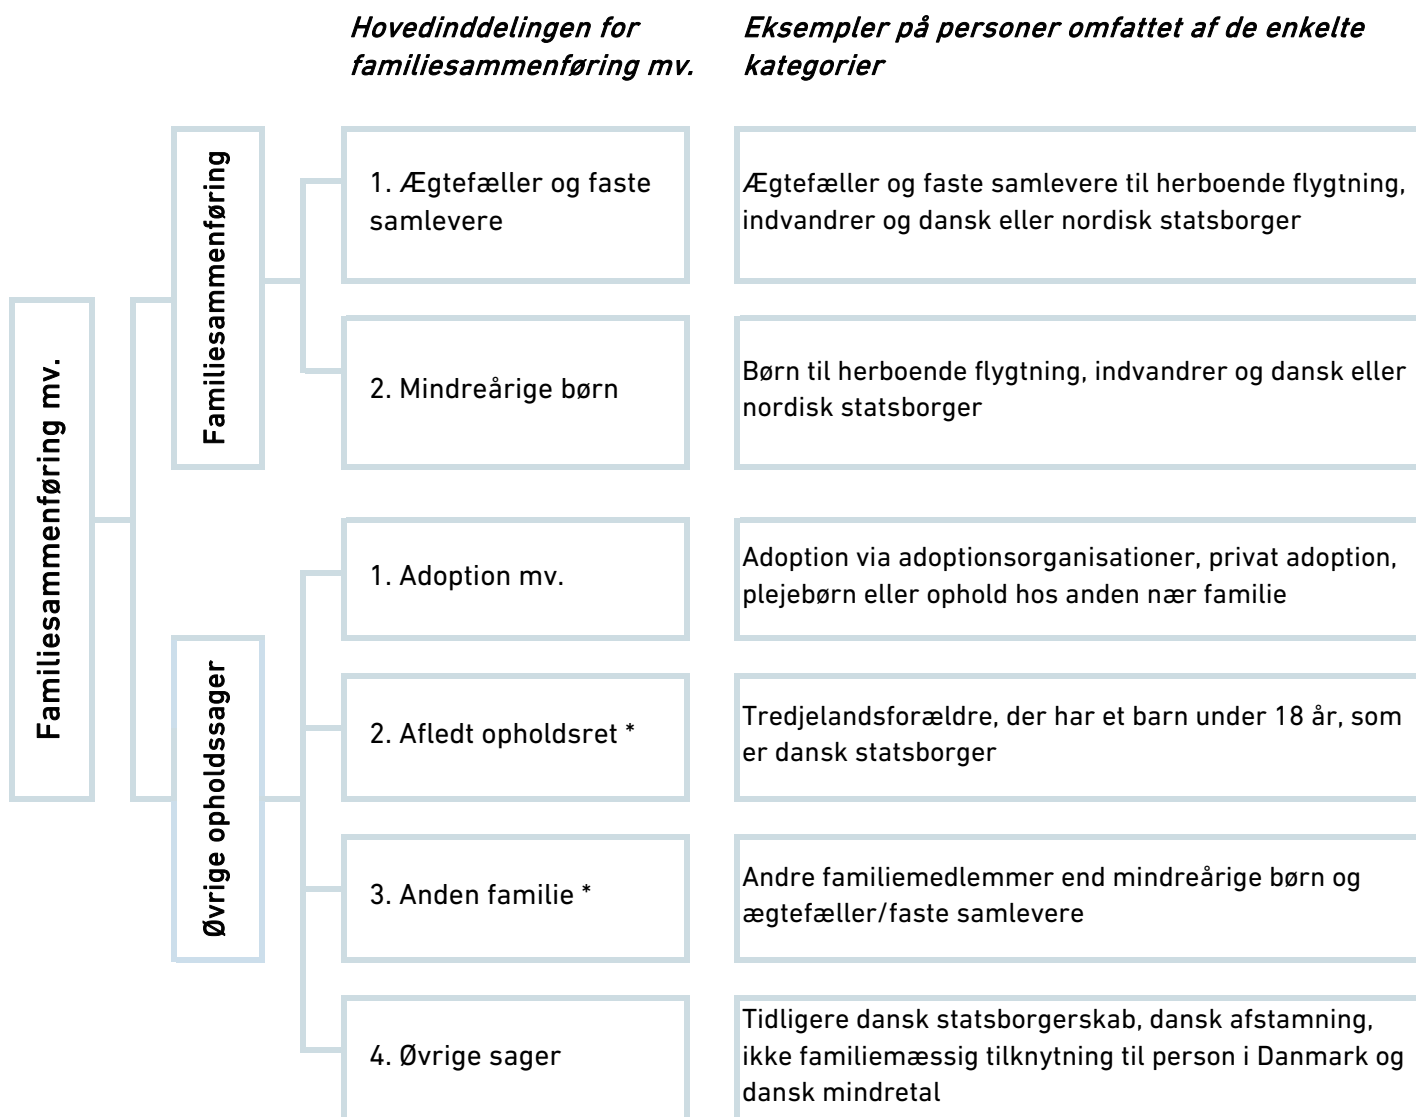 Hovedinddelingen for
familiesammenføring mv.
Eksempler på personer omfattet af de enkelte
kategorier
Familiesammenføring mv.
Familiesammenføring
1. Ægtefæller og faste
samlevere
Ægtefæller og faste samlevere til herboende flygtning,
indvandrer og dansk eller nordisk statsborger
2. Mindreårige børn
Børn til herboende flygtning, indvandrer og dansk eller
nordisk statsborger
Øvrige opholdssager
1. Adoption mv.
Adoption via adoptionsorganisationer, privat adoption,
plejebørn eller ophold hos anden nær familie
2. Afledt opholdsret *
Tredjelandsforældre, der har et barn under 18 år, som
er dansk statsborger
3. Anden familie *
Andre familiemedlemmer end mindreårige børn og
ægtefæller/faste samlevere
4. Øvrige sager
Tidligere dansk statsborgerskab, dansk afstamning,
ikke familiemæssig tilknytning til person i Danmark og
dansk mindretal